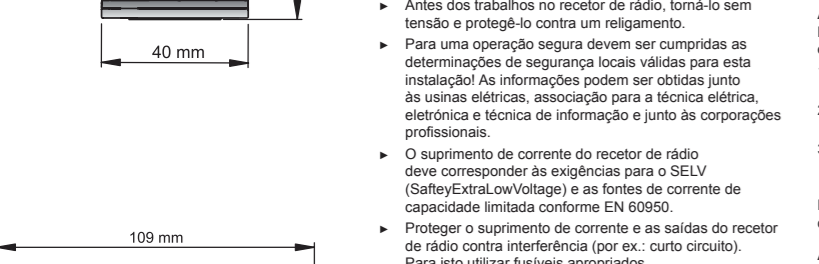 40 mm
109 mm
► Antes dos trabalhos no recetor de rádio, torná-lo sem
tensão e protegê-lo contra um religamento.
► Para uma operação segura devem ser cumpridas as
determinações de segurança locais válidas para esta
instalação! As informações podem ser obtidas junto
às usinas elétricas, associação para a técnica elétrica,
eletrónica e técnica de informação e junto às corporações
profissionais.
► O suprimento de corrente do recetor de rádio
deve corresponder às exigências para o SELV
(SafteyExtraLowVoltage) e as fontes de corrente de
capacidade limitada conforme EN 60950.
► Proteger o suprimento de corrente e as saídas do recetor
de rádio contra interferência (por ex.: curto circuito).
Para isto utilizar fusíveis apropriados.